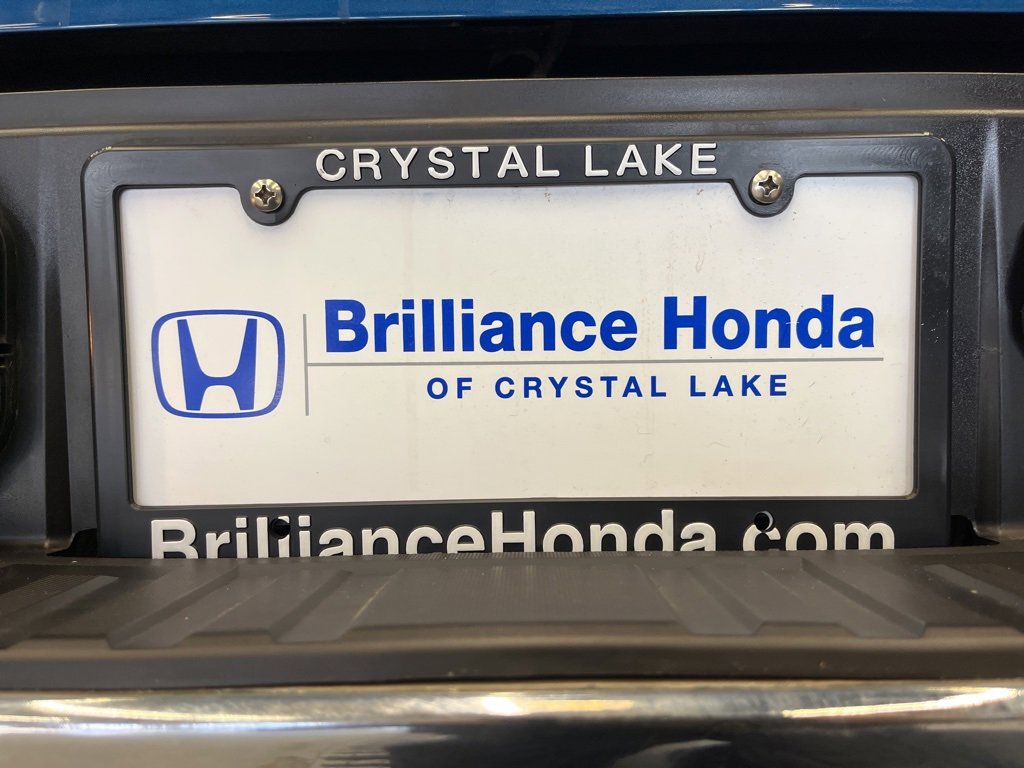 CRYSTAL LAKE
Brilliance Honda
OF CRYSTAL LAKE
BrillianceHonda.com